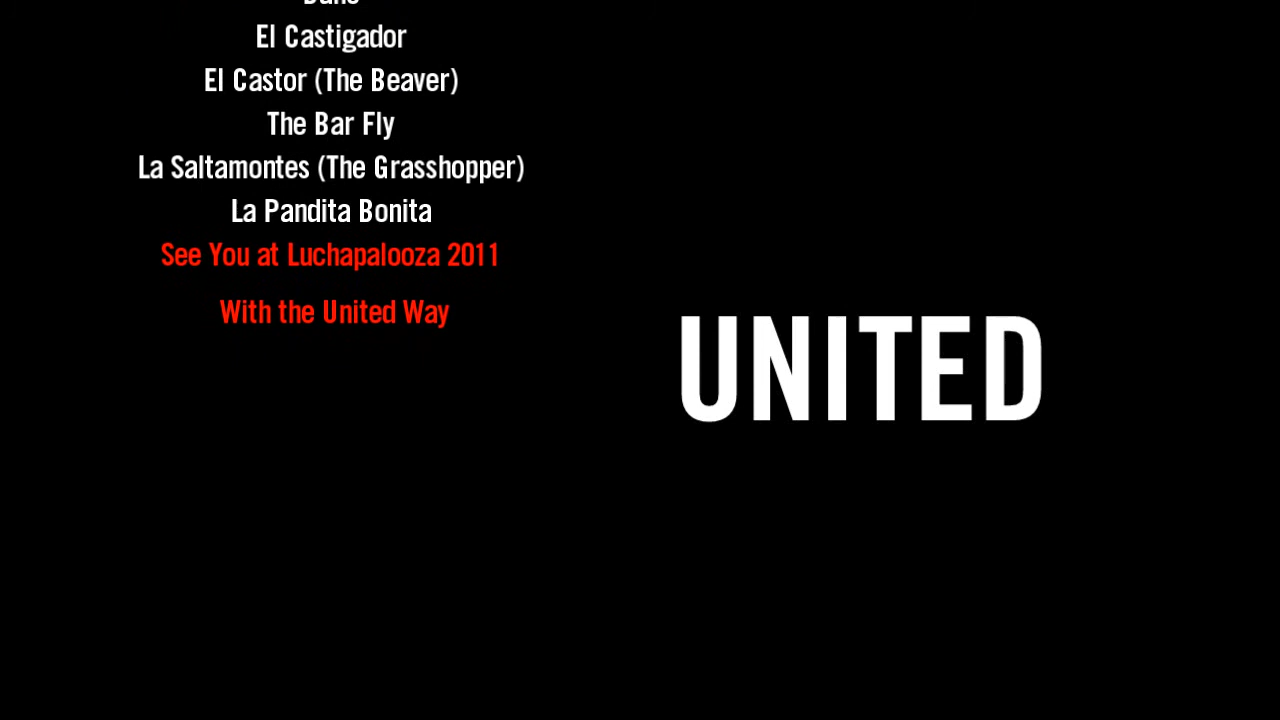 El Castigador
El Castor (The Beaver)
The Bar Fly
La Saltamontes (The Grasshopper)
La Pandita Bonita
See You at Luchapalooza 2011
With the United Way
UNITED